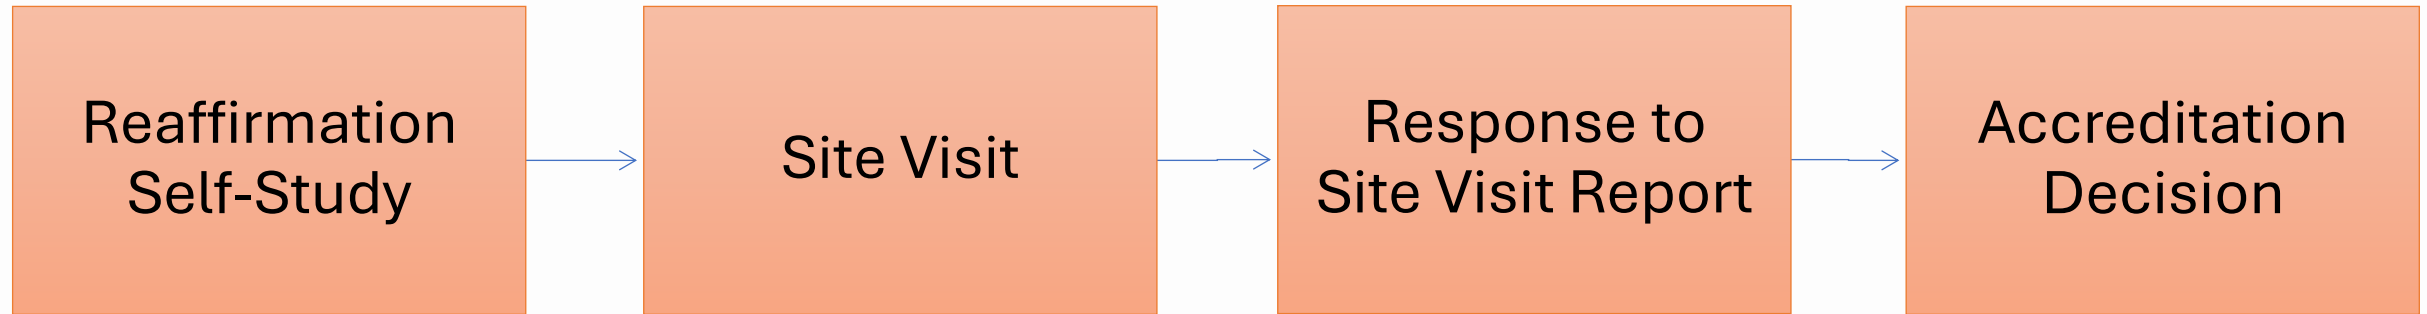 Reaffirmation
Self-Study
Site Visit
Response to
Site Visit Report
Accreditation
Decision